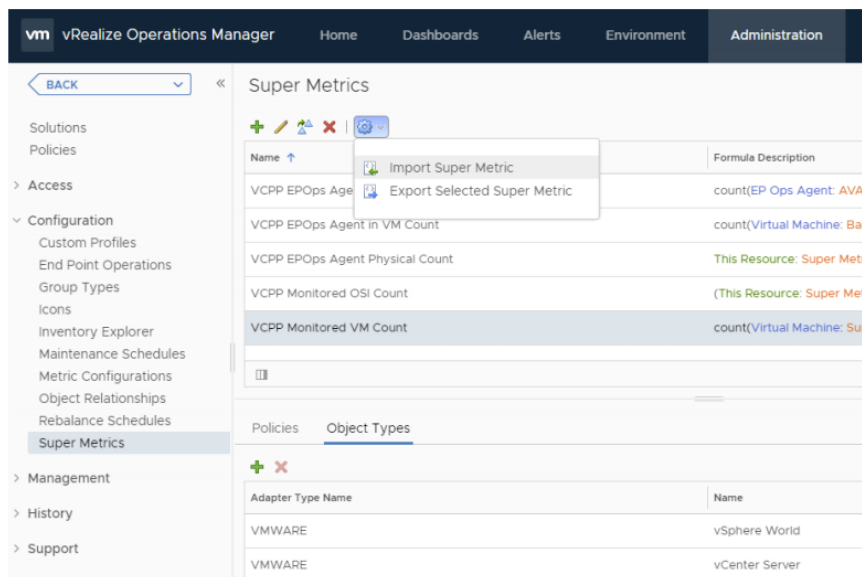 vm vRealize Operations Manager Home Dashboards Alerts Environment Administration
BACK
Solutions
Policies
Access
Configuration
Custom Profiles
End Point Operations
Group Types
Icons
Inventory Explorer
Maintenance Schedules
Metric Configurations
Object Relationships
Rebalance Schedules
Super Metrics
Management
History
Support
Super Metrics
Name Formula Description
Import Super Metric
Export Selected Super Metric
VCPP EPOps Age count(EP Ops Agent: AVA
VCPP EPOps Agent in VM Count count(Virtual Machine: Ba
VCPP EPOps Agent Physical Count This Resource: Super Met
VCPP Monitored OSI Count (This Resource: Super Met
VCPP Monitored VM Count count(Virtual Machine: Su
Policies Object Types
Adapter Type Name Name
VMWARE vSphere World
VMWARE vCenter Server